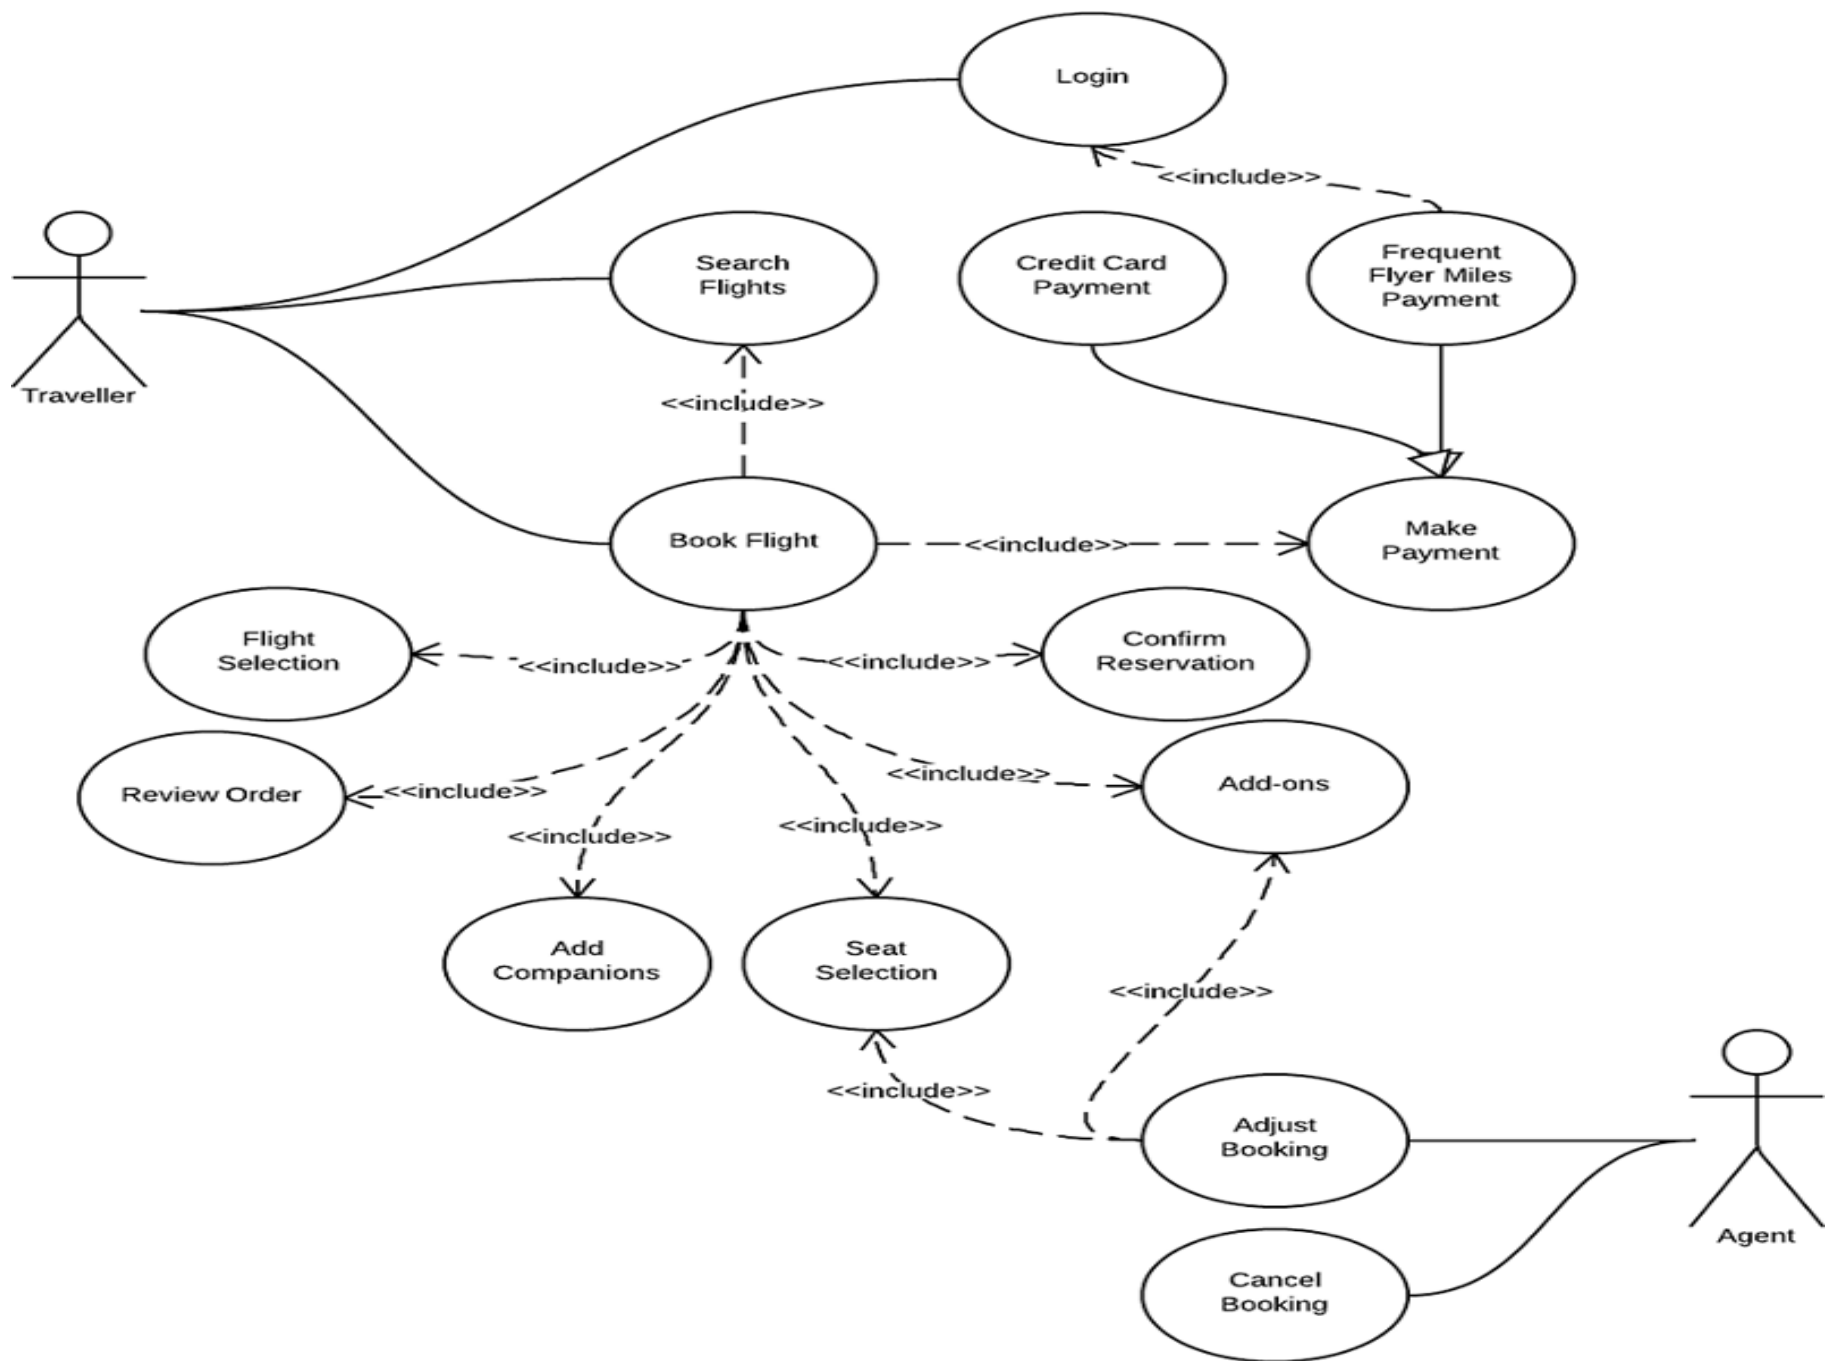 Login
<<include>>
Search
Flights
Credit Card
Payment
Frequent
Flyer Miles
Payment
Traveller
<<include>>
Book Flight
<<include>>
Make
Payment
Flight
Selection
<<include>>
<<include>>
Confirm
Reservation
Review Order
<<include>>
<<include>>
Add-ons
<<include>>
<<include>>
Add
Companions
Seat
Selection
<<include>>
<<include>>
Adjust
Booking
Agent
Cancel
Booking